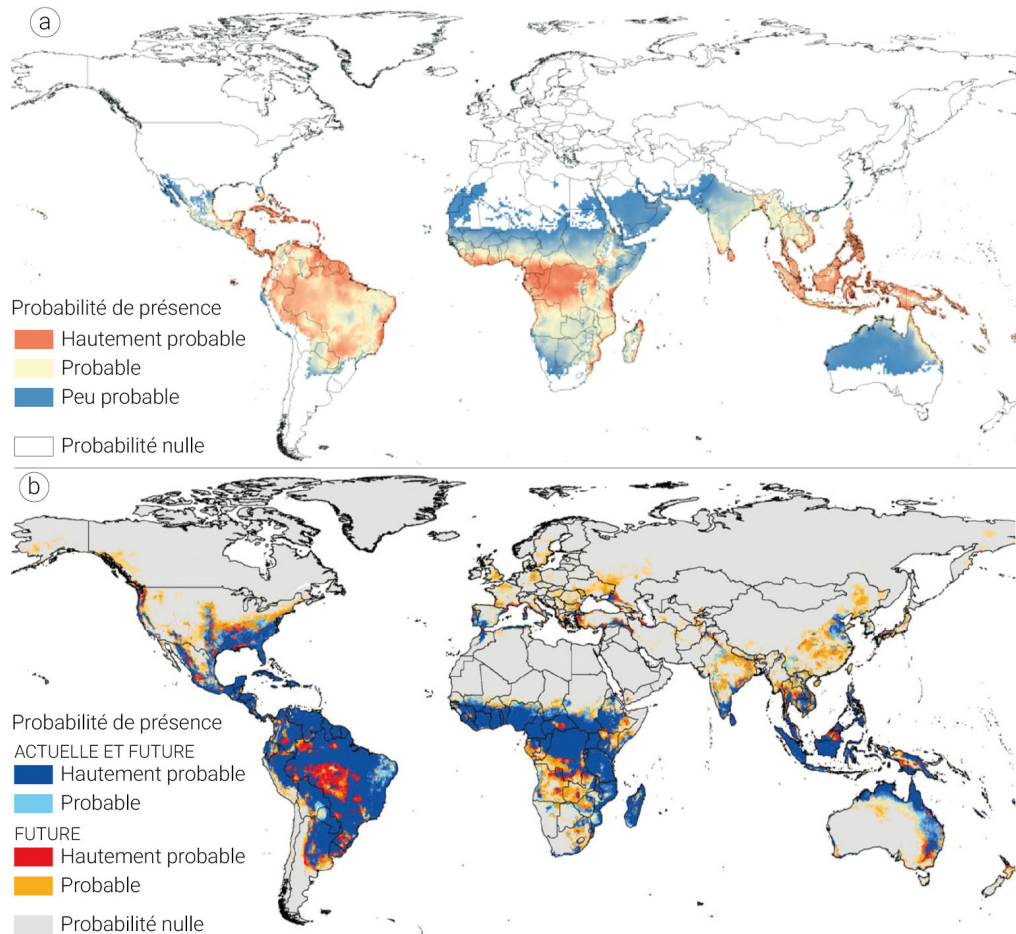 a
Probabilité de présence
Hautement probable
Probable
Peu probable
Probabilité nulle
b
Probabilité de présence
ACTUELLE ET FUTURE
Hautement probable
Probable
FUTURE
Hautement probable
Probable
Probabilité nulle